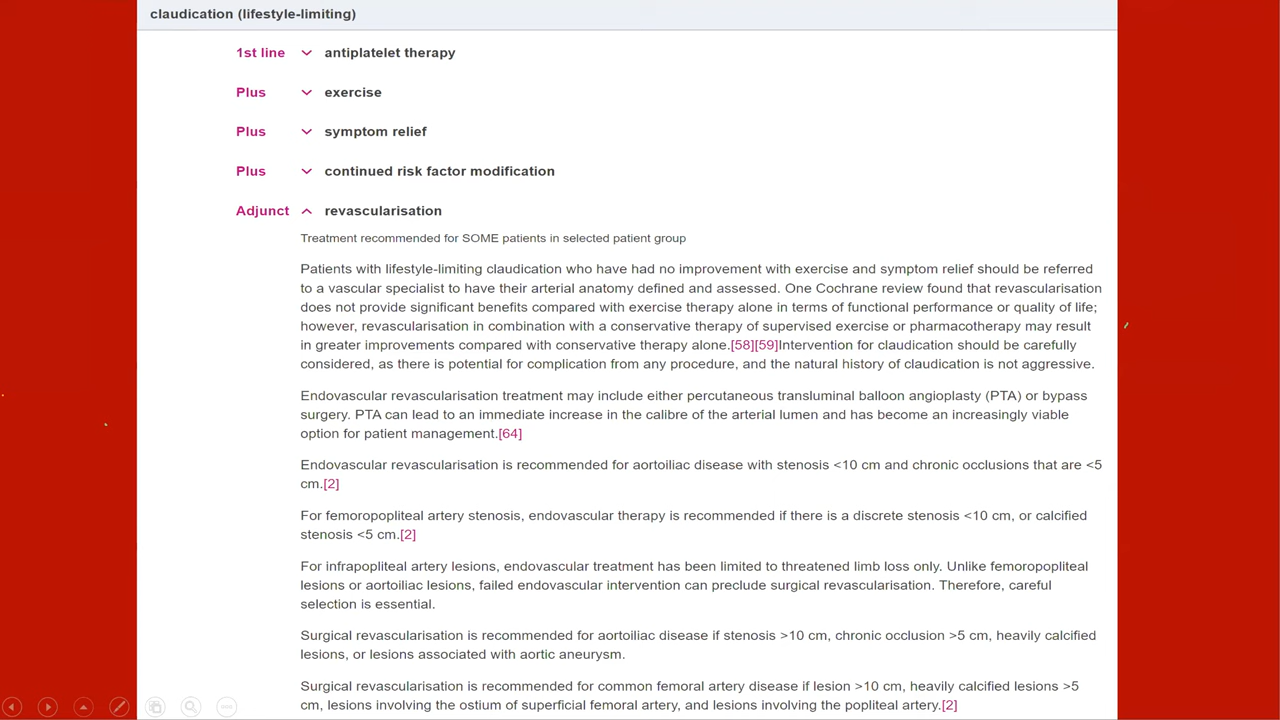 claudication (lifestyle-limiting)
1st line antiplatelet therapy
Plus exercise
Plus symptom relief
Plus continued risk factor modification
Adjunct revascularisation
Treatment recommended for SOME patients in selected patient group
Patients with lifestyle-limiting claudication who have had no improvement with exercise and symptom relief should be referred
to a vascular specialist to have their arterial anatomy defined and assessed. One Cochrane review found that revascularisation
does not provide significant benefits compared with exercise therapy alone in terms of functional performance or quality of life;
however, revascularisation in combination with a conservative therapy of supervised exercise or pharmacotherapy may result
in greater improvements compared with conservative therapy alone.[58][59]Intervention for claudication should be carefully
considered, as there is potential for complication from any procedure, and the natural history of claudication is not aggressive.
Endovascular revascularisation treatment may include either percutaneous transluminal balloon angioplasty (PTA) or bypass
surgery. PTA can lead to an immediate increase in the calibre of the arterial lumen and has become an increasingly viable
option for patient management.[64]
Endovascular revascularisation is recommended for aortoiliac disease with stenosis <10 cm and chronic occlusions that are <5
cm.[2]
For femoropopliteal artery stenosis, endovascular therapy is recommended if there is a discrete stenosis <10 cm, or calcified
stenosis <5 cm.[2]
For infrapopliteal artery lesions, endovascular treatment has been limited to threatened limb loss only. Unlike femoropopliteal
lesions or aortoiliac lesions, failed endovascular intervention can preclude surgical revascularisation. Therefore, careful
selection is essential.
Surgical revascularisation is recommended for aortoiliac disease if stenosis >10 cm, chronic occlusion >5 cm, heavily calcified
lesions, or lesions associated with aortic aneurysm.
Surgical revascularisation is recommended for common femoral artery disease if lesion >10 cm, heavily calcified lesions >5
cm, lesions involving the ostium of superficial femoral artery, and lesions involving the popliteal artery.[2]